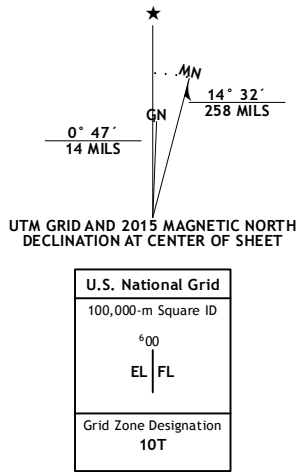 ★
MN
GN
14° 32´
258 MILS
0° 47´
14 MILS
UTM GRID AND 2015 MAGNETIC NORTH
DECLINATION AT CENTER OF SHEET
U.S. National Grid
100,000-m Square ID
⁶00
EL FL
Grid Zone Designation
10T